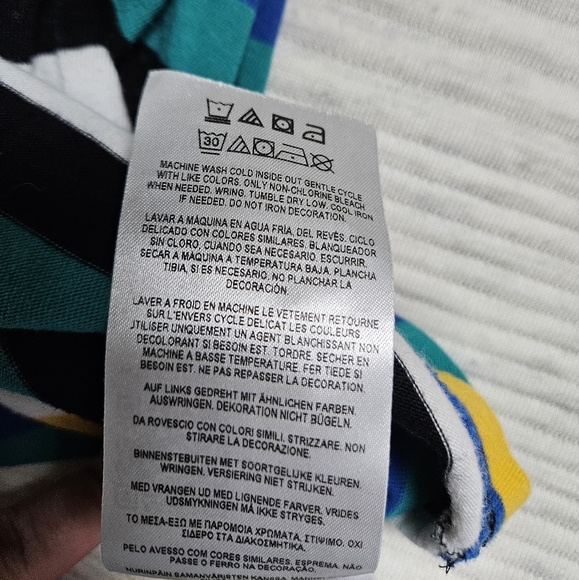 30
MACHINE WASH COLD INSIDE OUT GENTLE CYCLE
WITH LIKE COLORS. ONLY NON-CHLORINE BLEACH
WHEN NEEDED. WRING. TUMBLE DRY LOW. COOL IRON
IF NEEDED. DO NOT IRON DECORATION.
LAVAR A MÁQUINA EN AGUA FRÍA, DEL REVÉS. CICLO
DELICADO CON COLORES SIMILARES. BLANQUEADOR
SIN CLORO, CUANDO SEA NECESARIO. ESCURRIR.
SECAR A MÁQUINA A TEMPERATURA BAJA. PLANCHA
TIBIA, SI ES NECESARIO. NO PLANCHAR LA
DECORACIÓN.
LAVER A FROID EN MACHINE LE VETEMENT RETOURNE
SUR L'ENVERS CYCLE DELICAT LES COULEURS
UTILISER UNIQUEMENT UN AGENT BLANCHISSANT NON
DECOLORANT SI BESOIN EST. TORDRE. SECHER EN
MACHINE A BASSE TEMPERATURE. FER TIEDE SI
BESOIN EST. NE PAS REPASSER LA DECORATION.
AUF LINKS GEDREHT MIT ÄHNLICHEN FARBEN.
AUSWRINGEN. DEKORATION NICHT BÜGELN.
DA ROVESCIO CON COLORI SIMILI. STRIZZARE. NON
STIRARE LA DECORAZIONE.
BINNENSTEBUITEN MET SOORTGELIJKE KLEUREN.
WRINGEN. VERSIERING NIET STRIJKEN.
MED VRANGEN UD MED LIGNENDE FARVER. VRIDES
UDSMYKNINGEN MÅ IKKE STRYGES.
ΤΟ ΜΕΣΑ-ΕΞΩ ΜΕ ΠΑΡΟΜΟΙΑ ΧΡΩΜΑΤΑ. ΣΤΙΨΙΜΟ. ΟΧΙ
ΣΙΔΕΡΟ ΣΤΑ ΔΙΑΚΟΣΜΗΤΙΚΑ.
PELO AVESSO COM CORES SIMILARES. ESPREMA. NÃO
PASSE O FERRO NA DECORAÇÃO.
NURINPÄIN SAMANVÄRISTEN KANSSA.